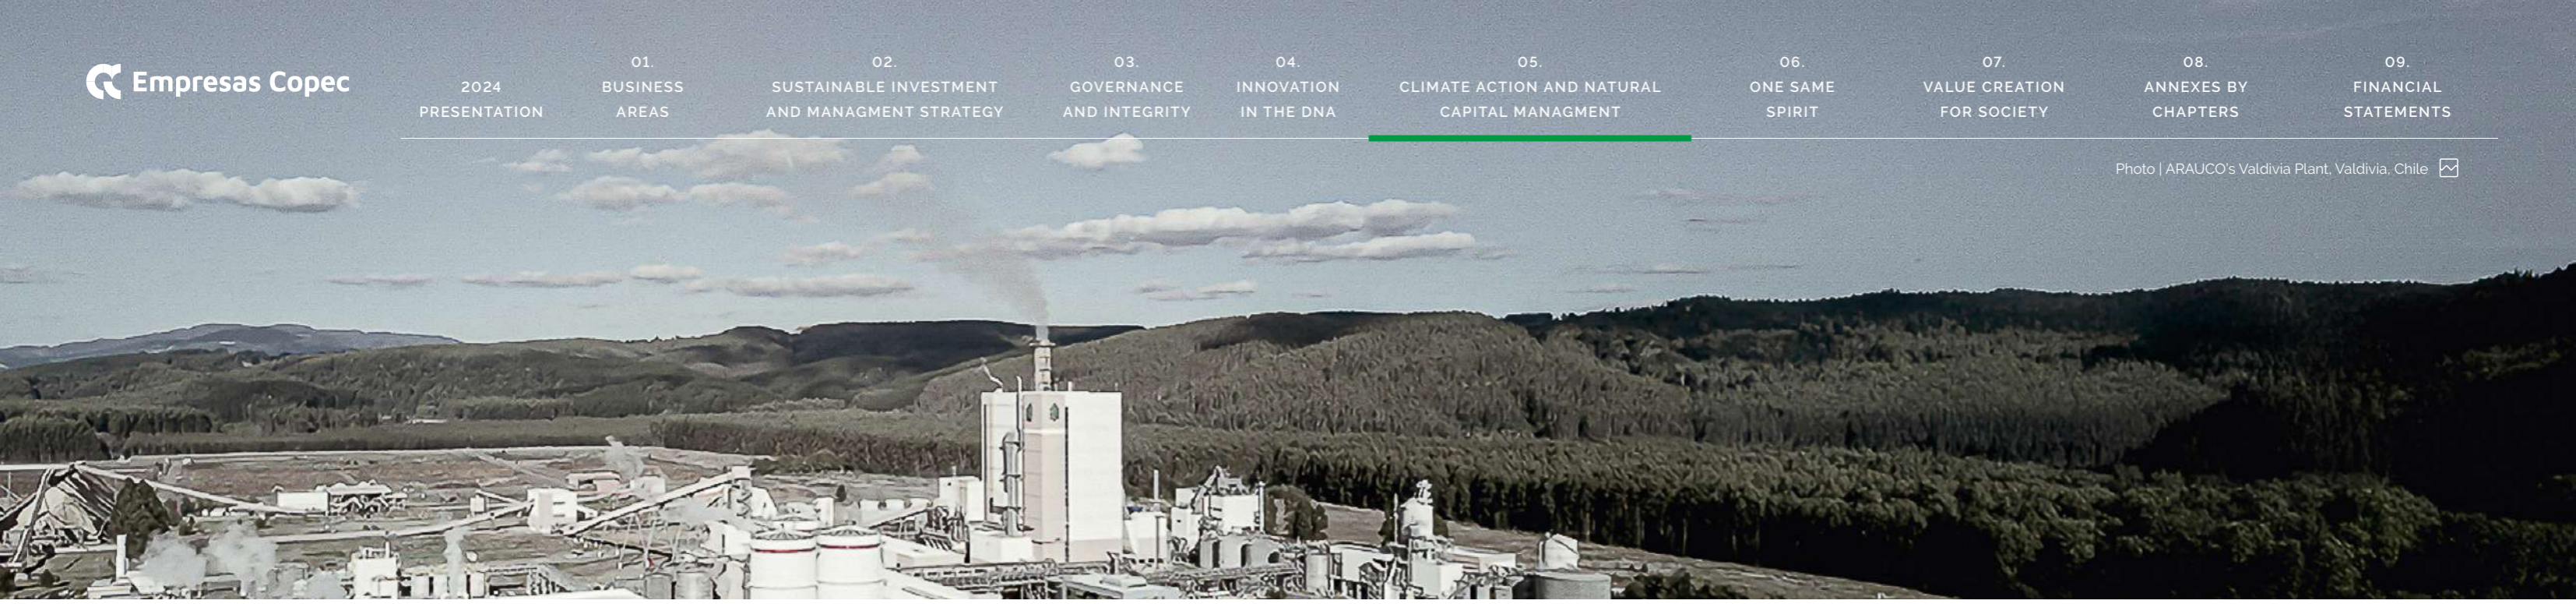 Empresas Copec
2024
PRESENTATION
01.
BUSINESS
AREAS
02.
SUSTAINABLE INVESTMENT
AND MANAGMENT STRATEGY
03.
GOVERNANCE
AND INTEGRITY
04.
INNOVATION
IN THE DNA
05.
CLIMATE ACTION AND NATURAL
CAPITAL MANAGMENT
06.
ONE SAME
SPIRIT
07.
VALUE CREATION
FOR SOCIETY
08.
ANNEXES BY
CHAPTERS
09.
FINANCIAL
STATEMENTS
Photo | ARAUCO's Valdivia Plant, Valdivia, Chile